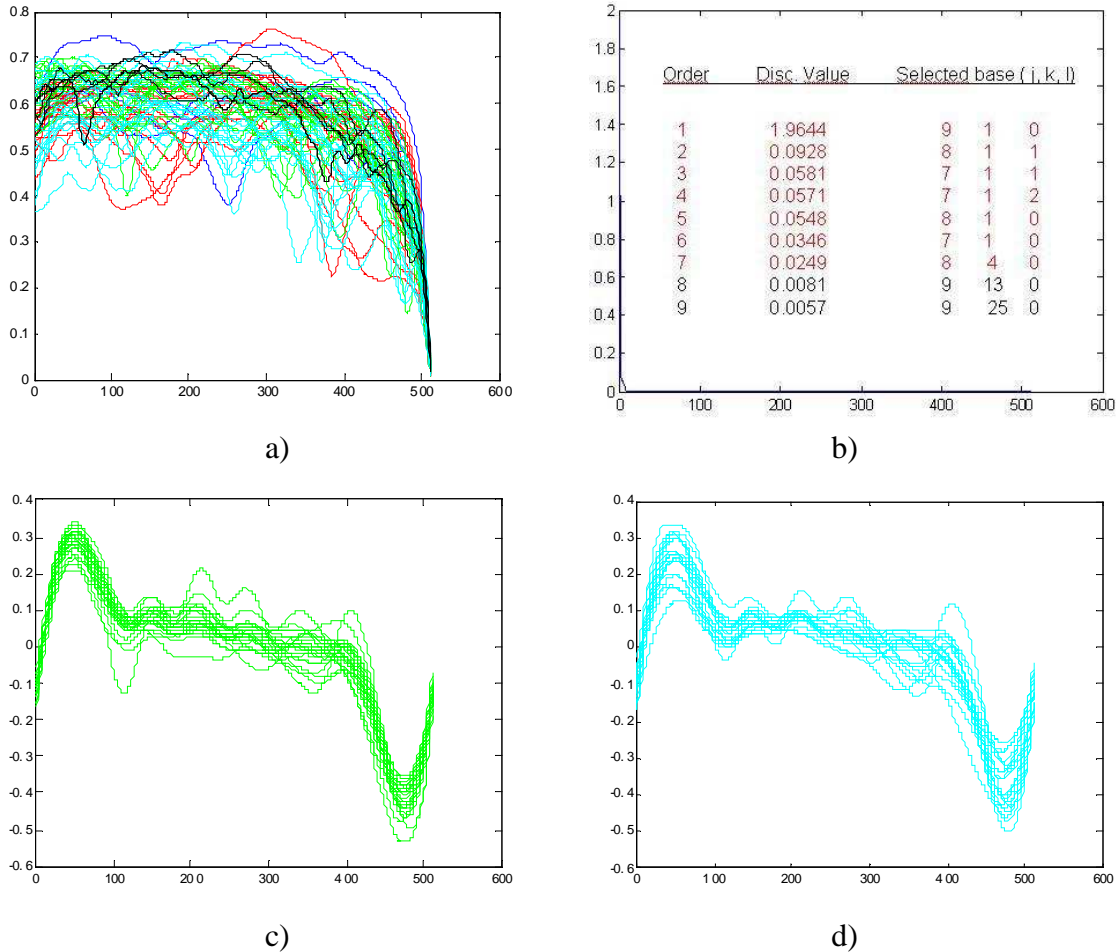 0.8
0.7
0.6
0.5
0.4
0.3
0.2
0.1
0
0 100 200 300 400 500 600
a)
2
1.8
1.6
1.4
1.2
1
0.8
0.6
0.4
0.2
0
Order Disc. Value Selected base ( j, k, l)
1 1.9644 9 1 0
2 0.0928 8 1 1
3 0.0581 7 1 1
4 0.0571 7 1 2
5 0.0548 8 1 0
6 0.0346 7 1 0
7 0.0249 8 4 0
8 0.0081 9 13 0
9 0.0057 9 25 0
0 100 200 300 400 500 600
b)
0.4
0.3
0.2
0.1
0
-0.1
-0.2
-0.3
-0.4
-0.5
-0.6
0 100 200 300 400 500 600
c)
0.4
0.3
0.2
0.1
0
-0.1
-0.2
-0.3
-0.4
-0.5
-0.6
0 100 200 300 400 500 600
d)